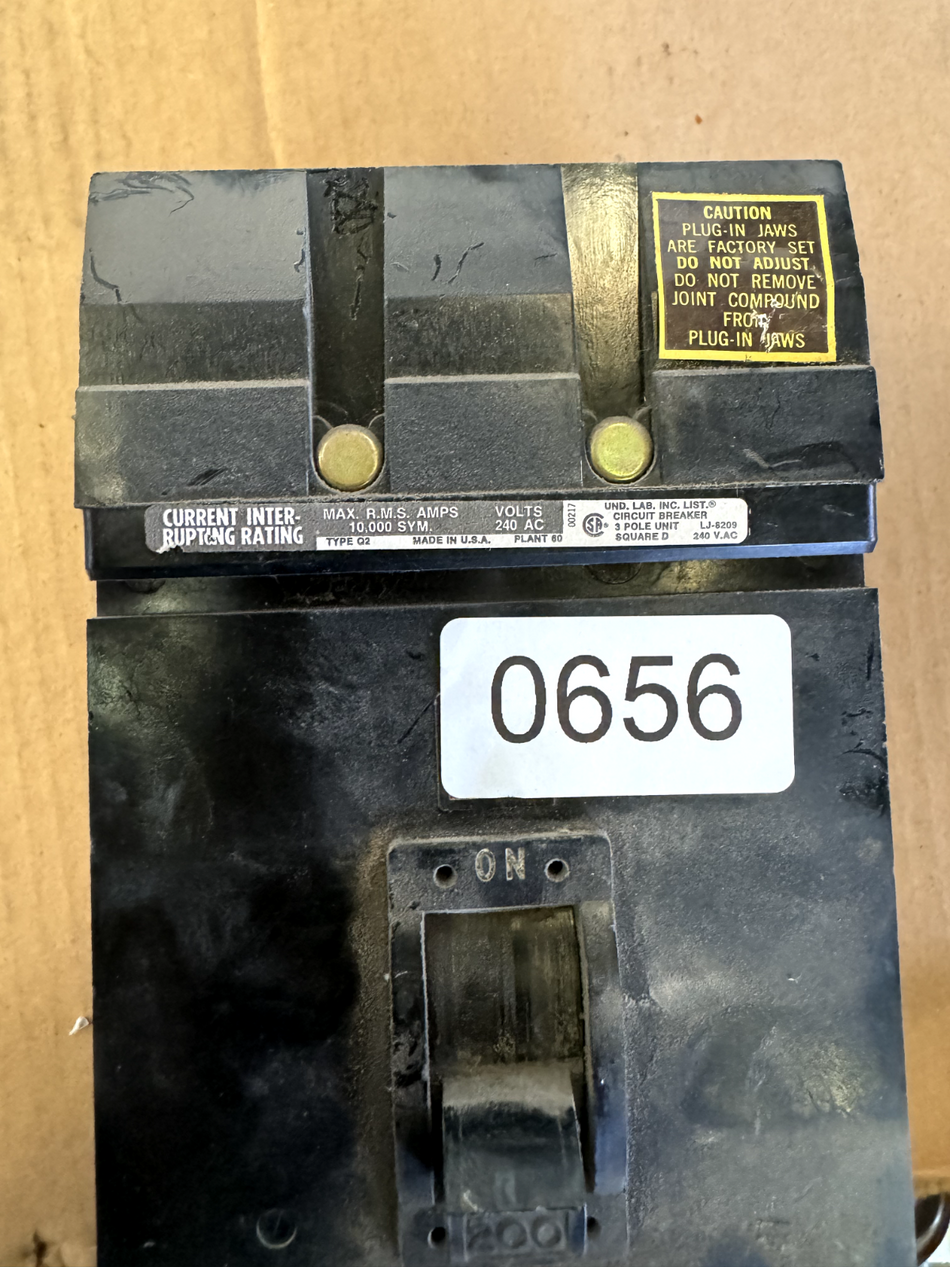 CAUTION
PLUG-IN JAWS
ARE FACTORY SET
DO NOT ADJUST
DO NOT REMOVE
JOINT COMPOUND
FROM
PLUG-IN JAWS
CURRENT INTER-
RUPTING RATING
MAX. R.M.S. AMPS
10,000 SYM.
VOLTS
240 AC
TYPE Q2 MADE IN U.S.A. PLANT 60
00217
SA®
UND. LAB. INC. LIST.®
CIRCUIT BREAKER
3 POLE UNIT LJ-8209
SQUARE D 240 V.AC
0656
ON
200